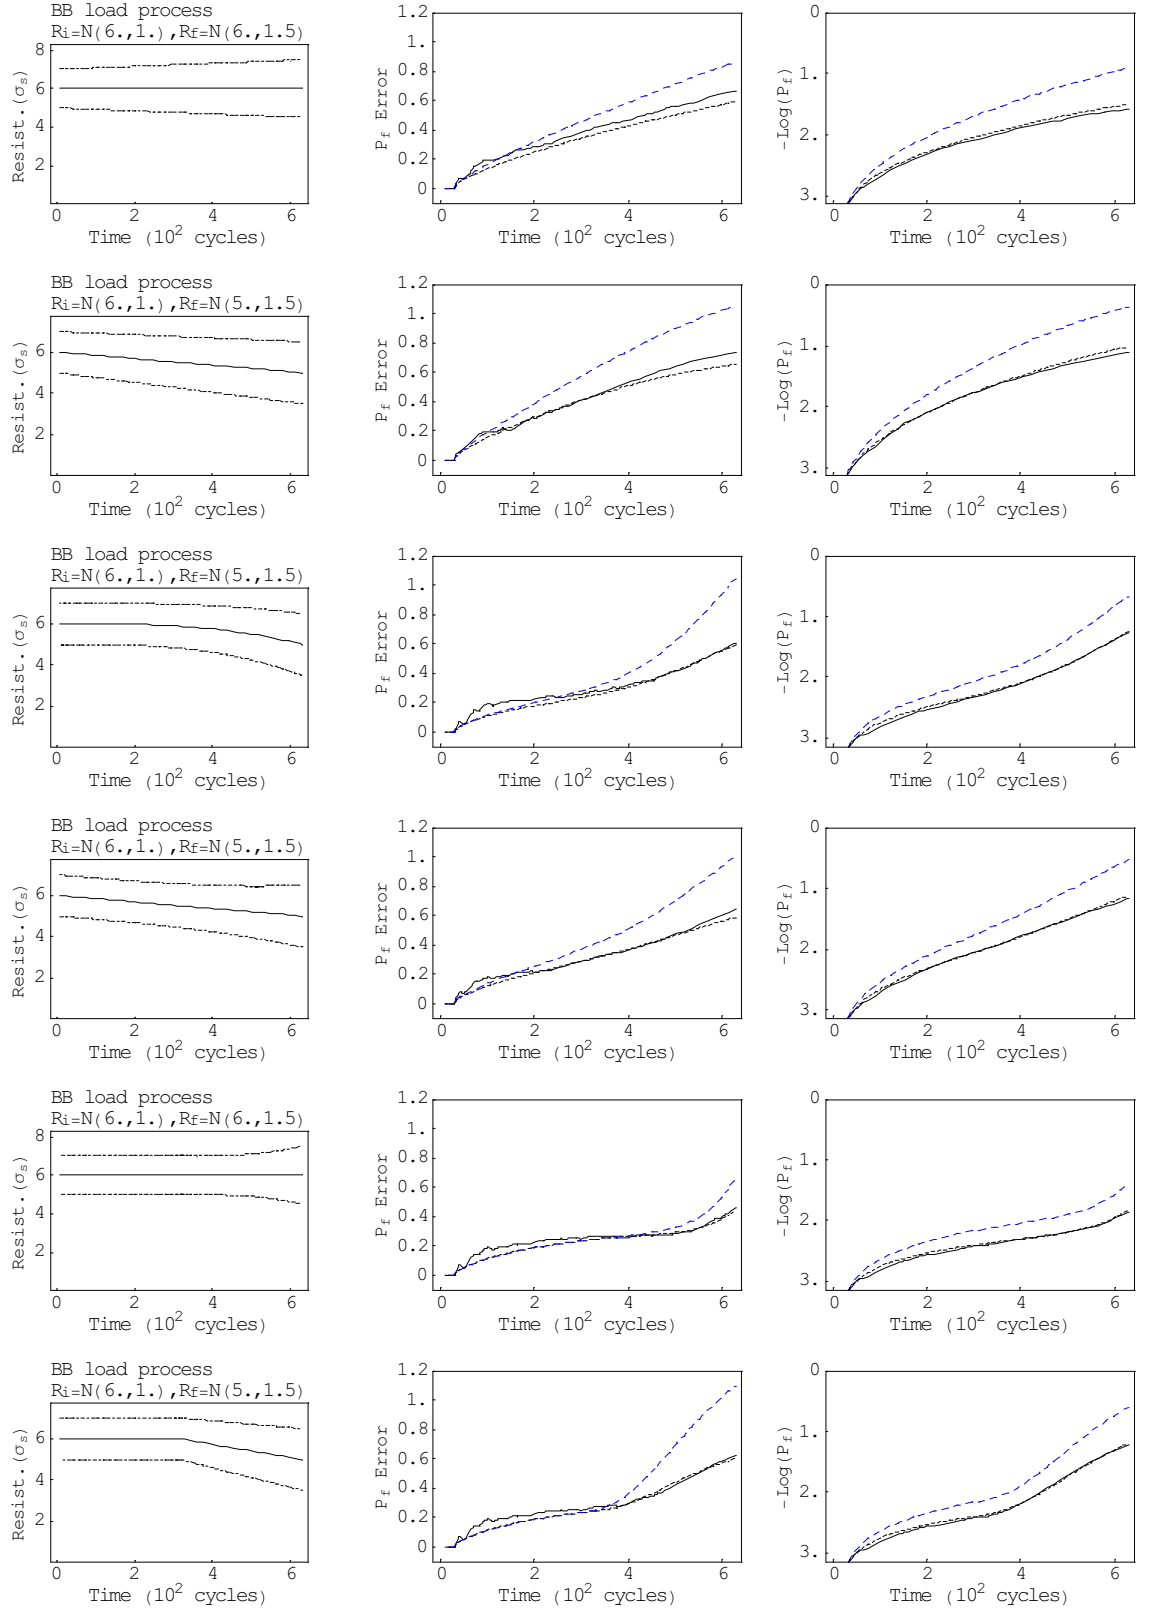 BB load process
Ri=N(6.,1.),Rf=N(6.,1.5)
8
6
4
2
Resist.(σs)
0 2 4 6
Time (10² cycles)
1.2
1.
0.8
0.6
0.4
0.2
0
Pf Error
0 2 4 6
Time (10² cycles)
0
1.
2.
3.
-Log(Pf)
0 2 4 6
Time (10² cycles)
BB load process
Ri=N(6.,1.),Rf=N(5.,1.5)
6
4
2
Resist.(σs)
0 2 4 6
Time (10² cycles)
1.2
1.
0.8
0.6
0.4
0.2
0
Pf Error
0 2 4 6
Time (10² cycles)
0
1.
2.
3.
-Log(Pf)
0 2 4 6
Time (10² cycles)
BB load process
Ri=N(6.,1.),Rf=N(5.,1.5)
6
4
2
Resist.(σs)
0 2 4 6
Time (10² cycles)
1.2
1.
0.8
0.6
0.4
0.2
0
Pf Error
0 2 4 6
Time (10² cycles)
0
1.
2.
3.
-Log(Pf)
0 2 4 6
Time (10² cycles)
BB load process
Ri=N(6.,1.),Rf=N(5.,1.5)
6
4
2
Resist.(σs)
0 2 4 6
Time (10² cycles)
1.2
1.
0.8
0.6
0.4
0.2
0
Pf Error
0 2 4 6
Time (10² cycles)
0
1.
2.
3.
-Log(Pf)
0 2 4 6
Time (10² cycles)
BB load process
Ri=N(6.,1.),Rf=N(6.,1.5)
8
6
4
2
Resist.(σs)
0 2 4 6
Time (10² cycles)
1.2
1.
0.8
0.6
0.4
0.2
0
Pf Error
0 2 4 6
Time (10² cycles)
0
1.
2.
3.
-Log(Pf)
0 2 4 6
Time (10² cycles)
BB load process
Ri=N(6.,1.),Rf=N(5.,1.5)
6
4
2
Resist.(σs)
0 2 4 6
Time (10² cycles)
1.2
1.
0.8
0.6
0.4
0.2
0
Pf Error
0 2 4 6
Time (10² cycles)
0
1.
2.
3.
-Log(Pf)
0 2 4 6
Time (10² cycles)